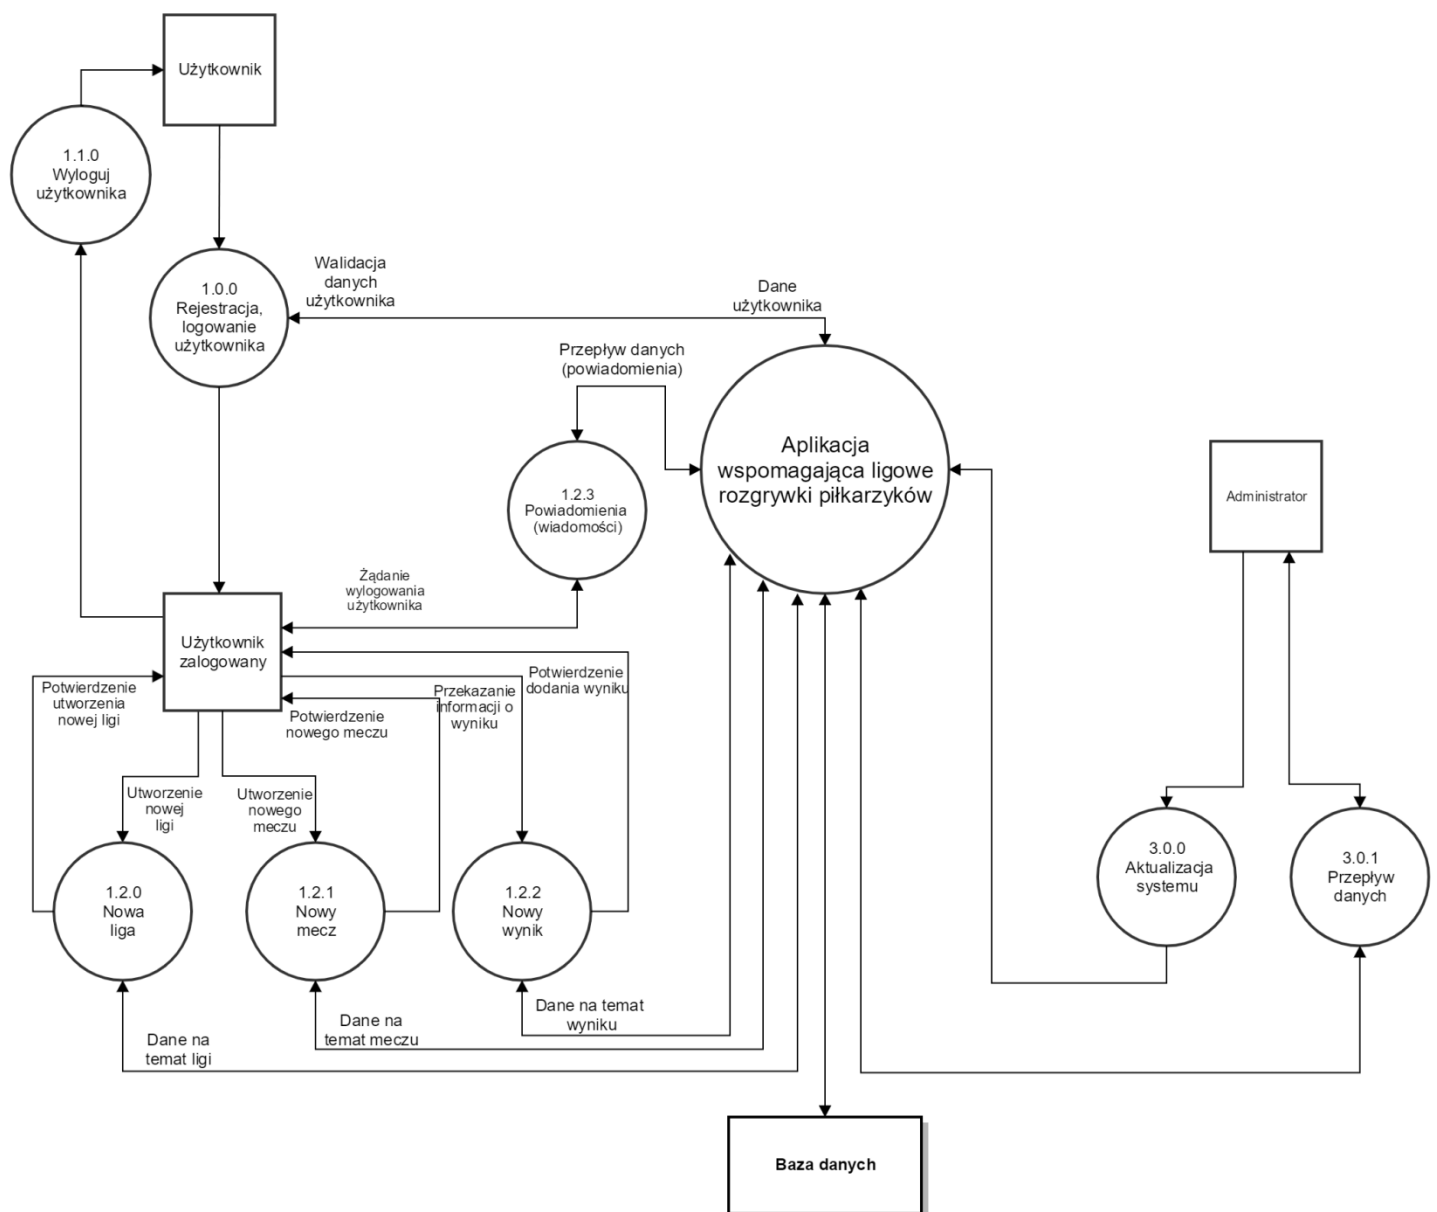 Użytkownik
1.1.0
Wyloguj
użytkownika
1.0.0
Rejestracja,
logowanie
użytkownika
Walidacja
danych
użytkownika
Dane
użytkownika
Przepływ danych
(powiadomienia)
Aplikacja
wspomagająca ligowe
rozgrywki piłkarzyków
1.2.3
Powiadomienia
(wiadomości)
Administrator
Żądanie
wylogowania
użytkownika
Użytkownik
zalogowany
Potwierdzenie
utworzenia
nowej ligi
Potwierdzenie
nowego meczu
Przekazanie
informacji o
wyniku
Potwierdzenie
dodania wyniku
Utworzenie
nowej
ligi
Utworzenie
nowego
meczu
1.2.0
Nowa
liga
1.2.1
Nowy
mecz
1.2.2
Nowy
wynik
3.0.0
Aktualizacja
systemu
3.0.1
Przepływ
danych
Dane na
temat ligi
Dane na
temat meczu
Dane na temat
wyniku
Baza danych